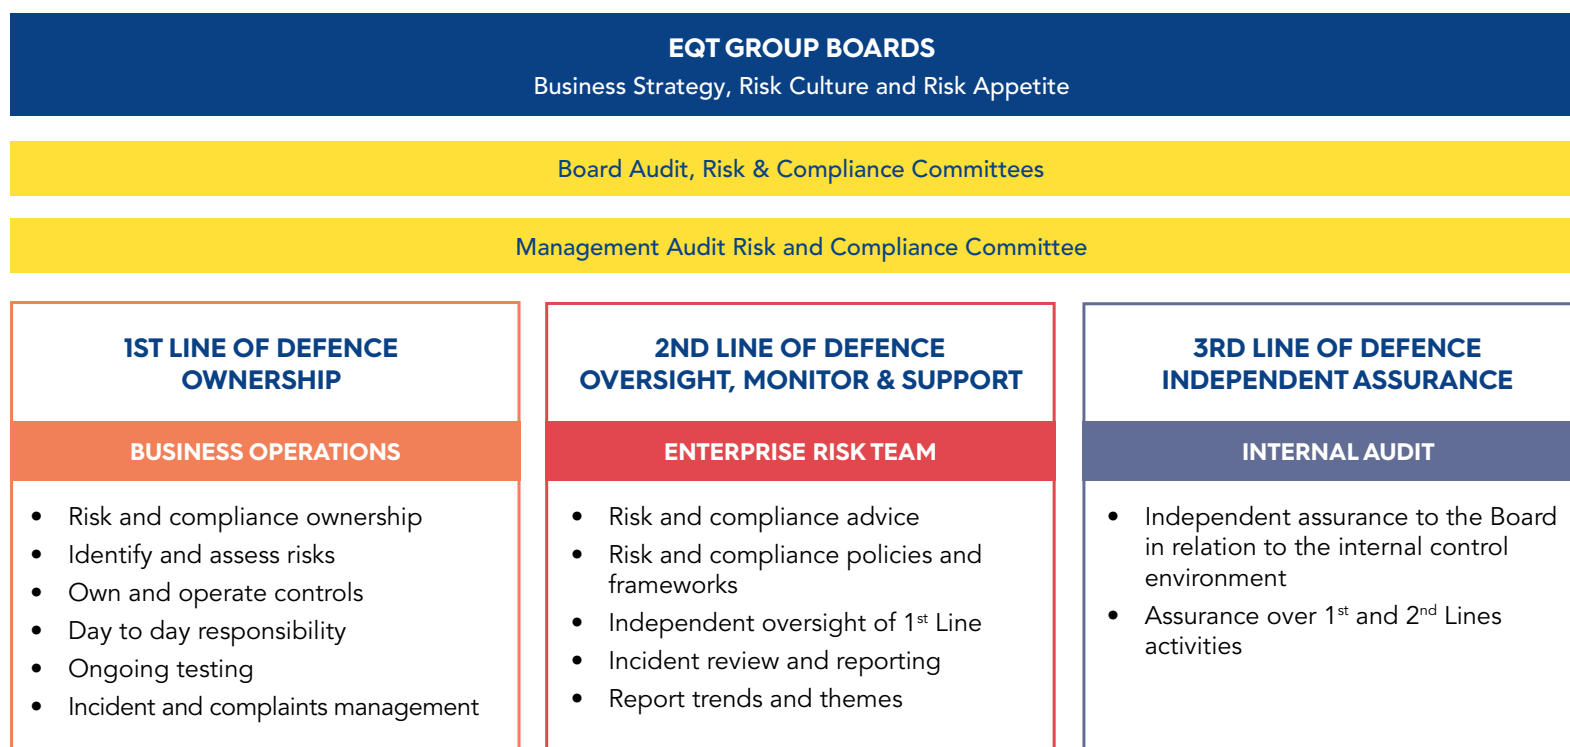 EQT GROUP BOARDS
Business Strategy, Risk Culture and Risk Appetite
Board Audit, Risk & Compliance Committees
Management Audit Risk and Compliance Committee
1ST LINE OF DEFENCE
OWNERSHIP
BUSINESS OPERATIONS
• Risk and compliance ownership
• Identify and assess risks
• Own and operate controls
• Day to day responsibility
• Ongoing testing
• Incident and complaints management
2ND LINE OF DEFENCE
OVERSIGHT, MONITOR & SUPPORT
ENTERPRISE RISK TEAM
• Risk and compliance advice
• Risk and compliance policies and
frameworks
• Independent oversight of 1st Line
• Incident review and reporting
• Report trends and themes
3RD LINE OF DEFENCE
INDEPENDENT ASSURANCE
INTERNAL AUDIT
• Independent assurance to the Board
in relation to the internal control
environment
• Assurance over 1st and 2nd Lines
activities